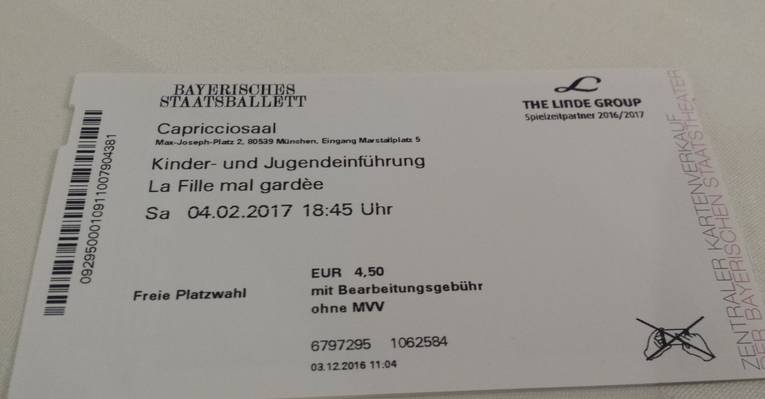 BAYERISCHES
STAATSBALLETT
THE LINDE GROUP
Spielzeitpartner 2016/2017
Capricciosaal
Max-Joseph-Platz 2, 80539 München, Eingang Marstallplatz 5
Kinder- und Jugendeinführung
La Fille mal gardèe
Sa 04.02.2017 18:45 Uhr
Freie Platzwahl
EUR 4,50
mit Bearbeitungsgebühr
ohne MVV
6797295 1062584
03.12.2016 11:04
0929500010911007904381
ZENTRALER KARTENVERKAUF
DER BAYERISCHEN STAATSTHEATER